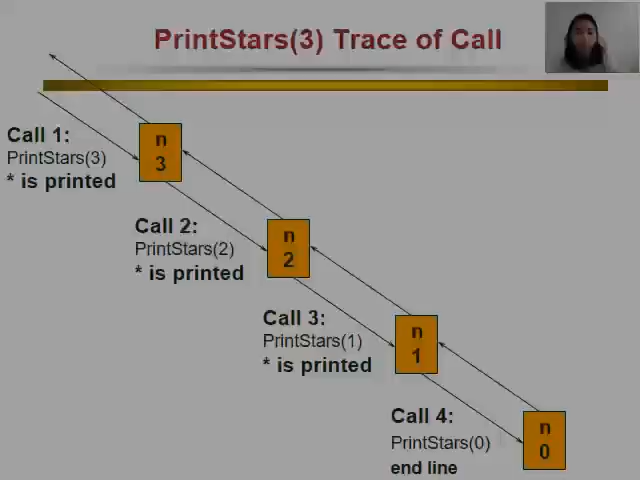 PrintStars(3) Trace of Call
Call 1:
PrintStars(3)
* is printed
n
3
Call 2:
PrintStars(2)
* is printed
n
2
Call 3:
PrintStars(1)
* is printed
n
1
Call 4:
PrintStars(0)
end line
n
0